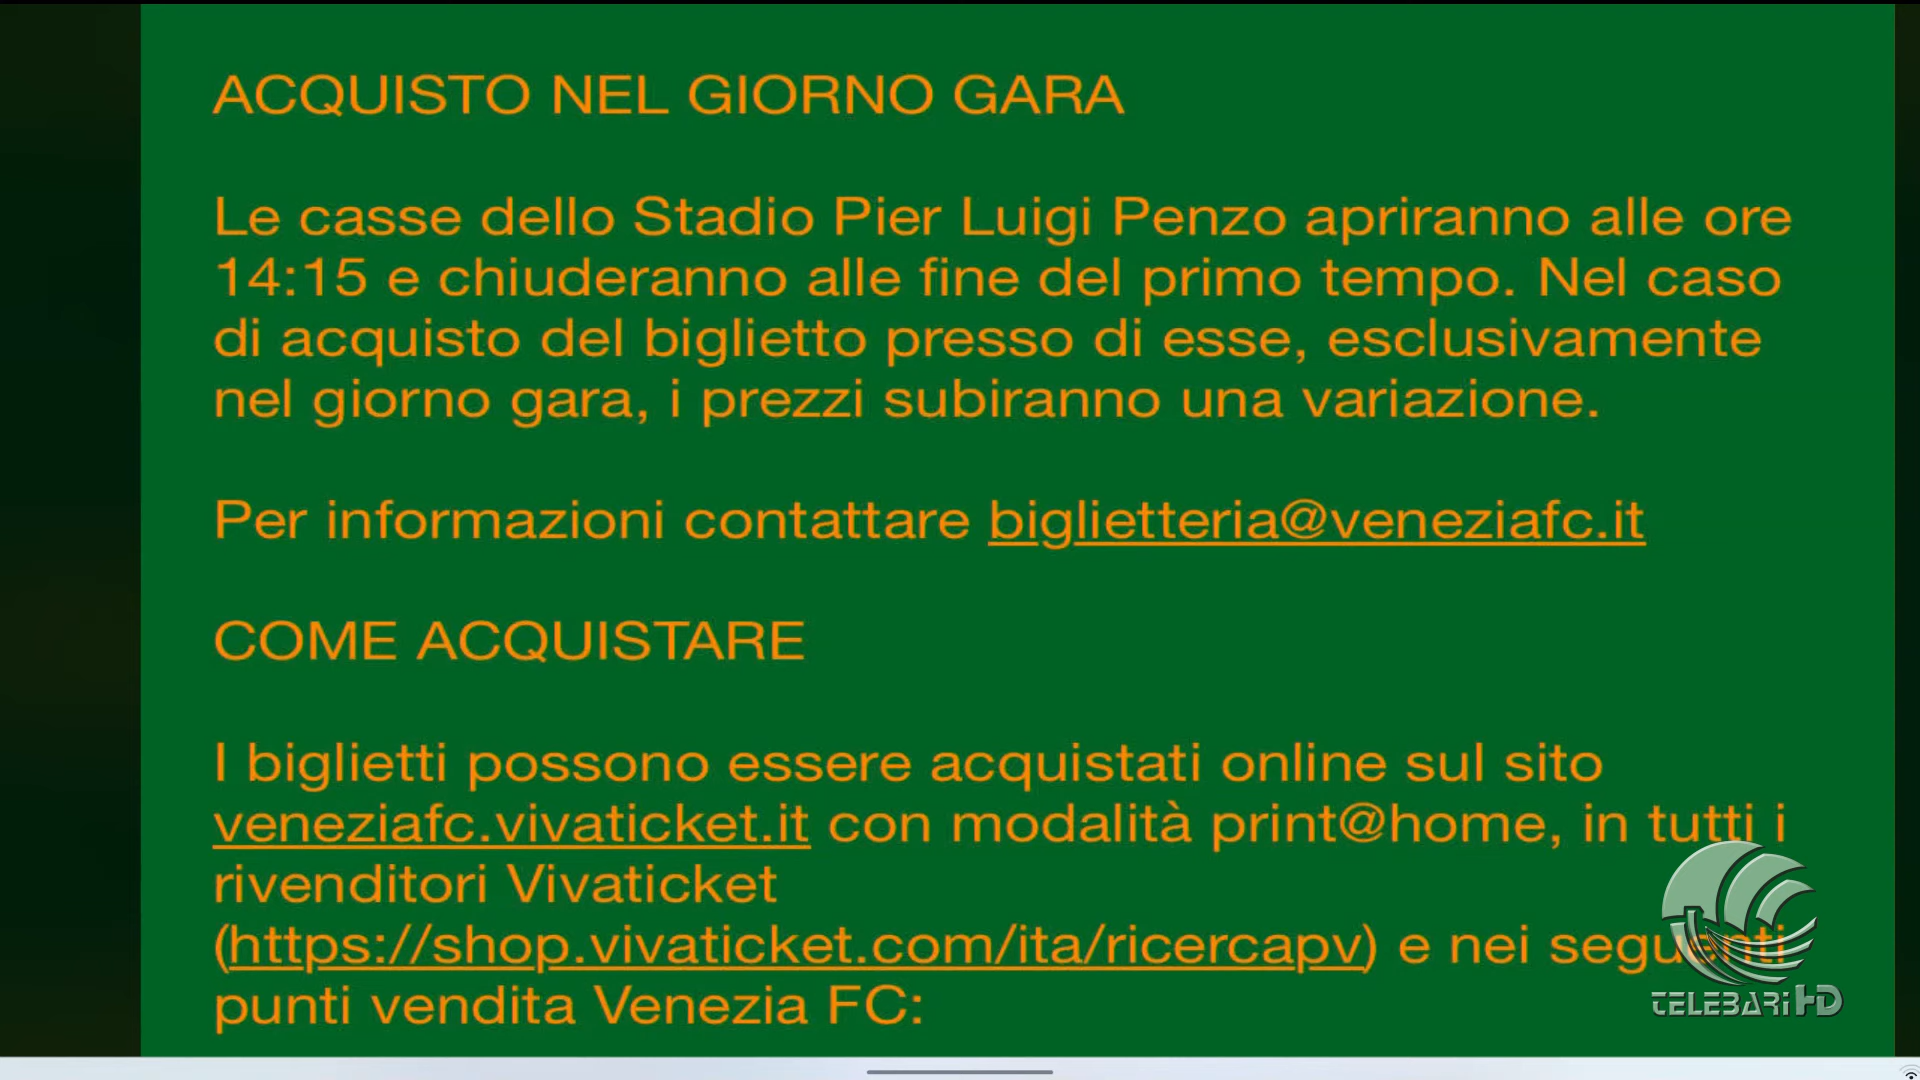 ACQUISTO NEL GIORNO GARA
Le casse dello Stadio Pier Luigi Penzo apriranno alle ore
14:15 e chiuderanno alle fine del primo tempo. Nel caso
di acquisto del biglietto presso di esse, esclusivamente
nel giorno gara, i prezzi subiranno una variazione.
Per informazioni contattare biglietteria@veneziafc.it
COME ACQUISTARE
I biglietti possono essere acquistati online sul sito
veneziafc.vivaticket.it con modalità print@home, in tutti i
rivenditori Vivaticket
(https://shop.vivaticket.com/ita/ricercapv) e nei seguenti
punti vendita Venezia FC:
TELEBARI HD